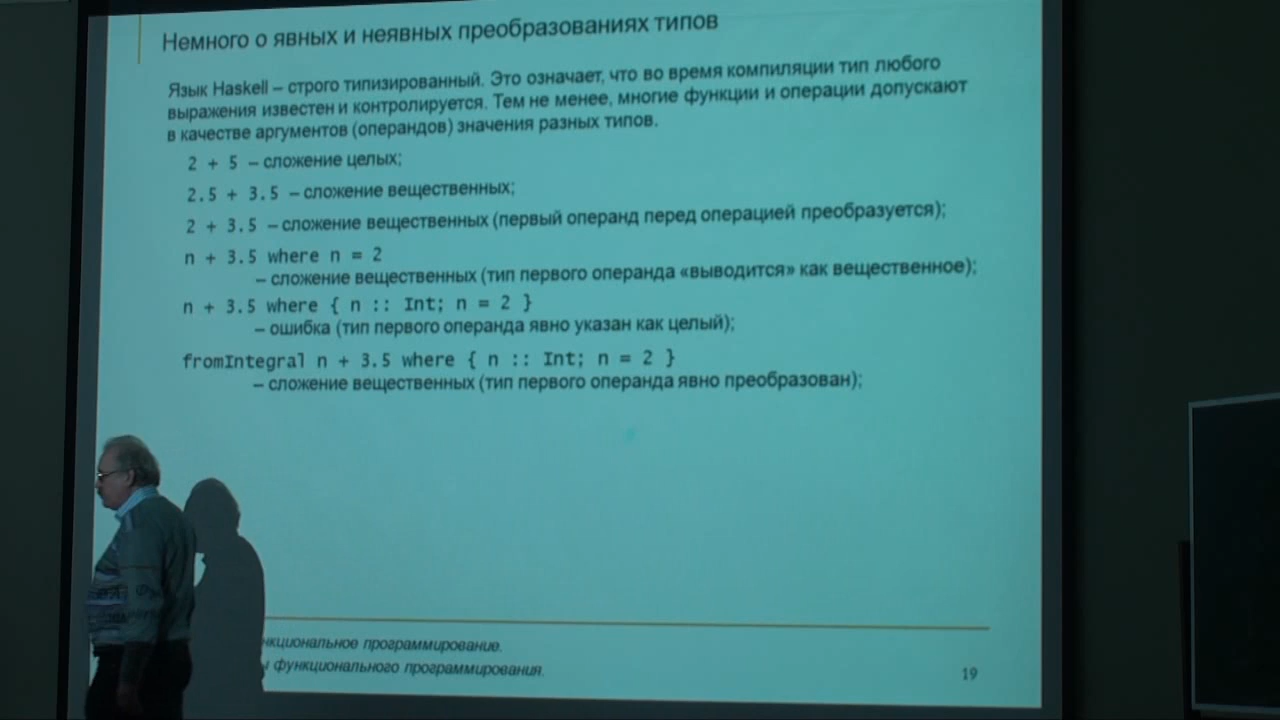 Немного о явных и неявных преобразованиях типов
Язык Haskell – строго типизированный. Это означает, что во время компиляции тип любого
выражения известен и контролируется. Тем не менее, многие функции и операции допускают
в качестве аргументов (операндов) значения разных типов.
2 + 5 – сложение целых;
2.5 + 3.5 – сложение вещественных;
2 + 3.5 – сложение вещественных (первый операнд перед операцией преобразуется);
n + 3.5 where n = 2
– сложение вещественных (тип первого операнда «выводится» как вещественное);
n + 3.5 where { n :: Int; n = 2 }
– ошибка (тип первого операнда явно указан как целый);
fromIntegral n + 3.5 where { n :: Int; n = 2 }
– сложение вещественных (тип первого операнда явно преобразован);
программирование.
функционального программирования.
19